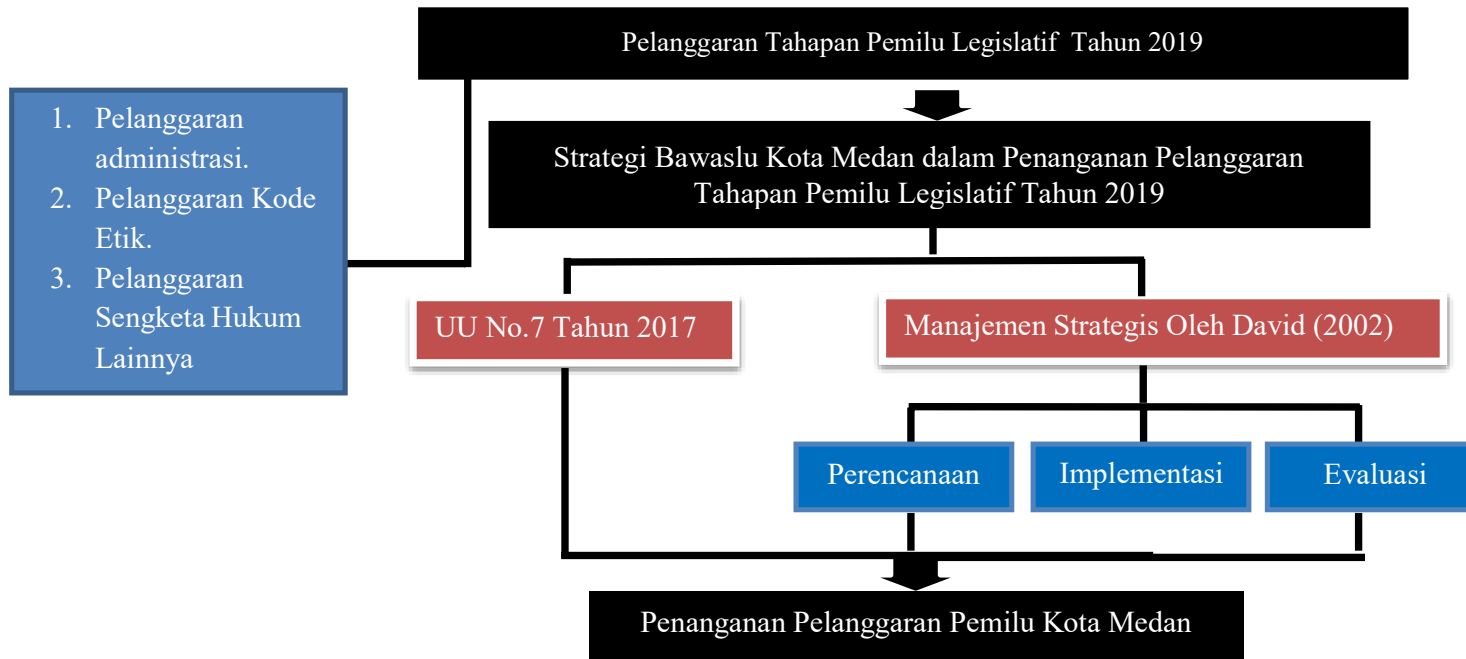 Pelanggaran Tahapan Pemilu Legislatif Tahun 2019
1. Pelanggaran
administrasi.
2. Pelanggaran Kode
Etik.
3. Pelanggaran
Sengketa Hukum
Lainnya
Strategi Bawaslu Kota Medan dalam Penanganan Pelanggaran
Tahapan Pemilu Legislatif Tahun 2019
UU No.7 Tahun 2017
Manajemen Strategis Oleh David (2002)
Perencanaan
Implementasi
Evaluasi
Penanganan Pelanggaran Pemilu Kota Medan